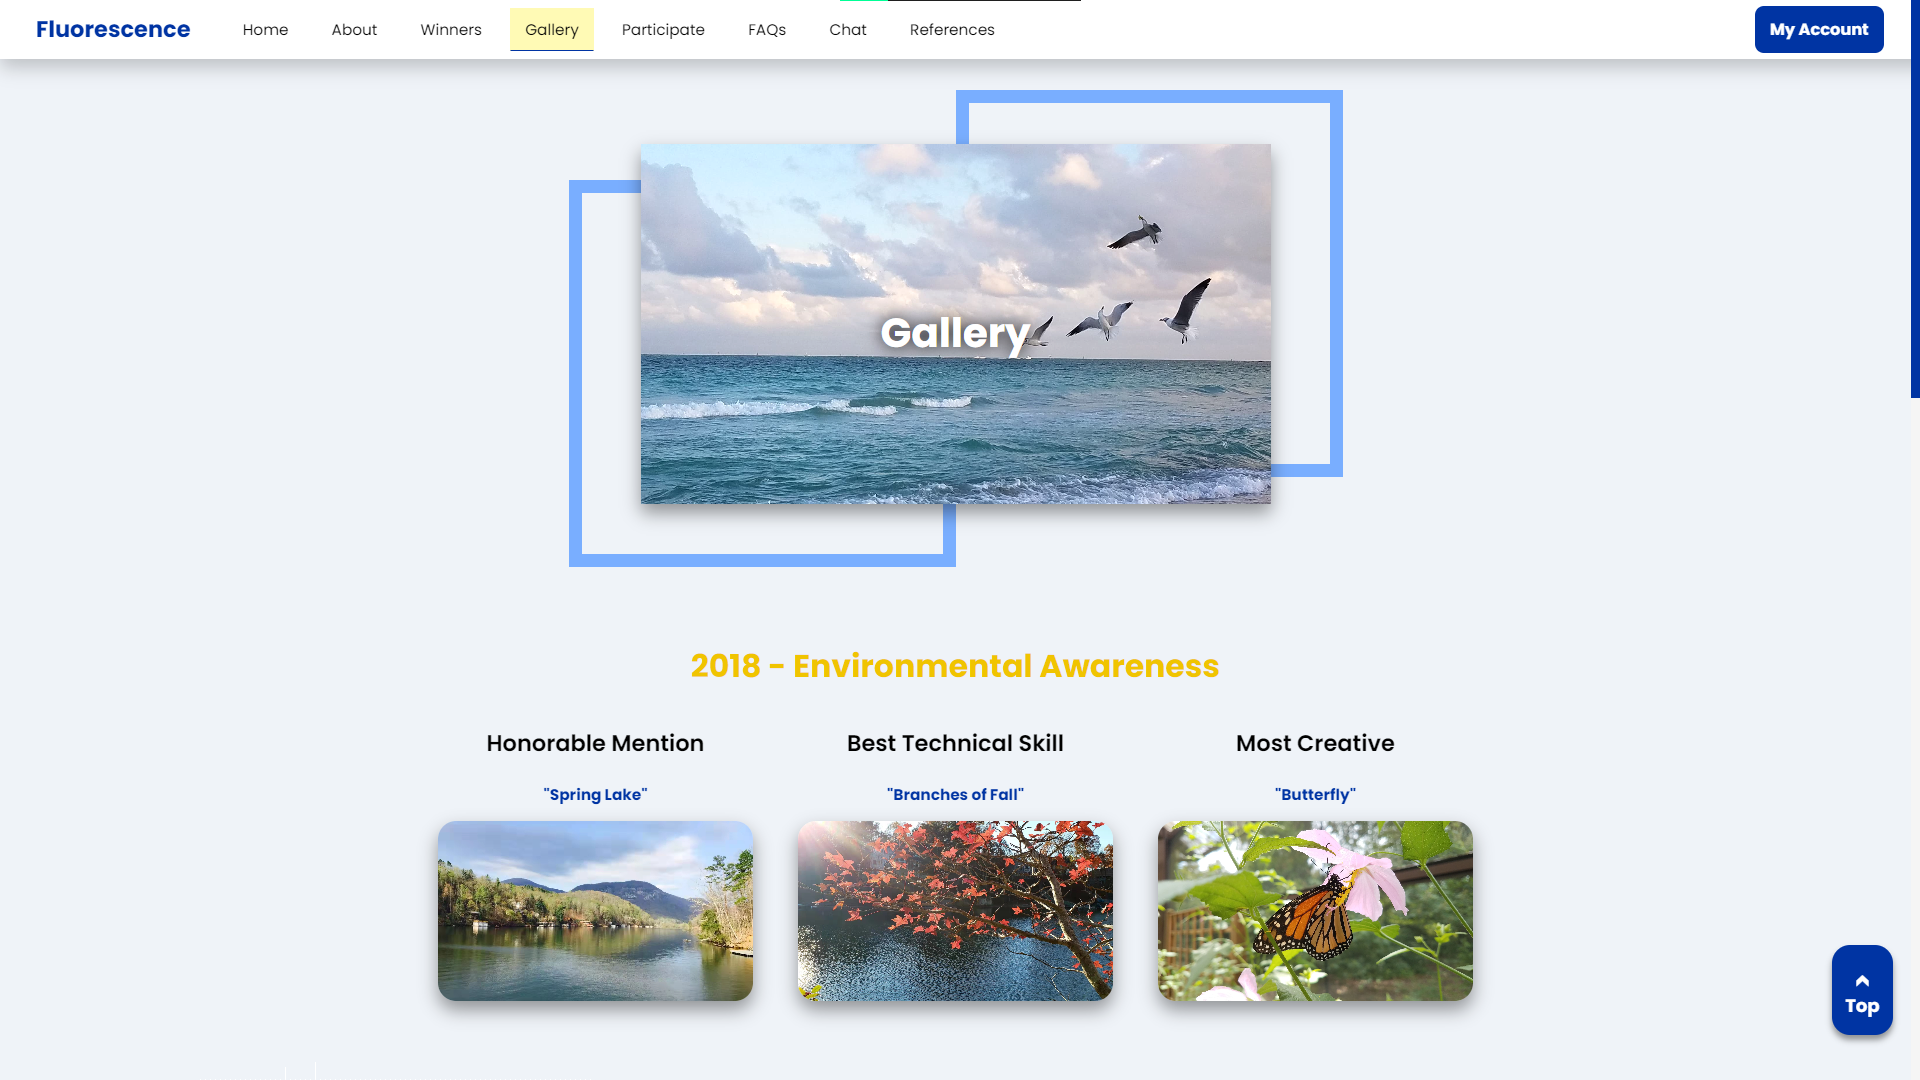 Fluorescence
Home
About
Winners
Gallery
Participate
FAQs
Chat
References
My Account
Gallery
2018 - Environmental Awareness
Honorable Mention
"Spring Lake"
Best Technical Skill
"Branches of Fall"
Most Creative
"Butterfly"
Top